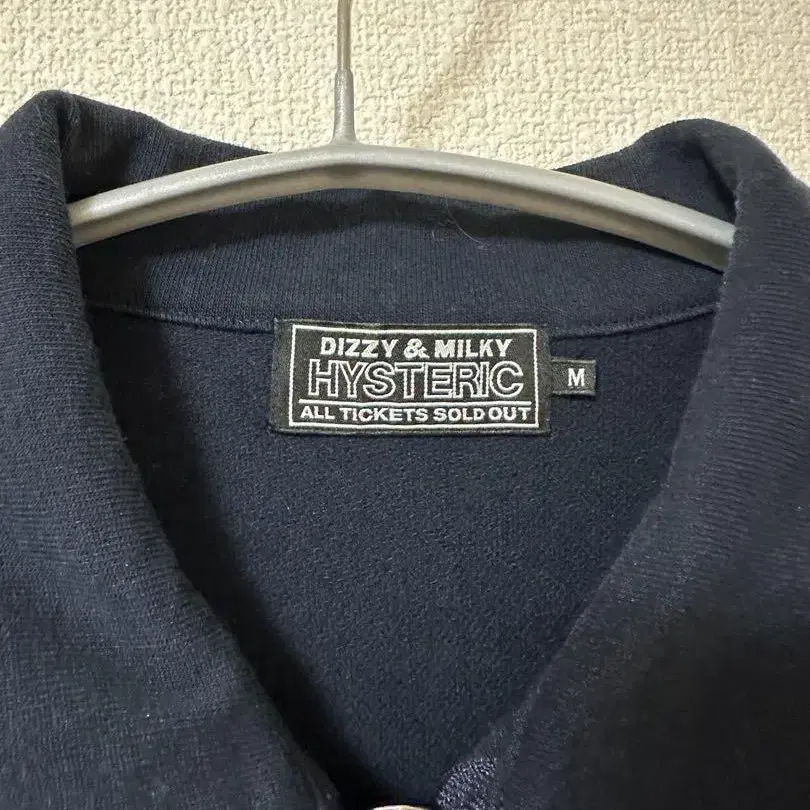 DIZZY & MILKY
HYSTERIC
ALL TICKETS SOLD OUT
M